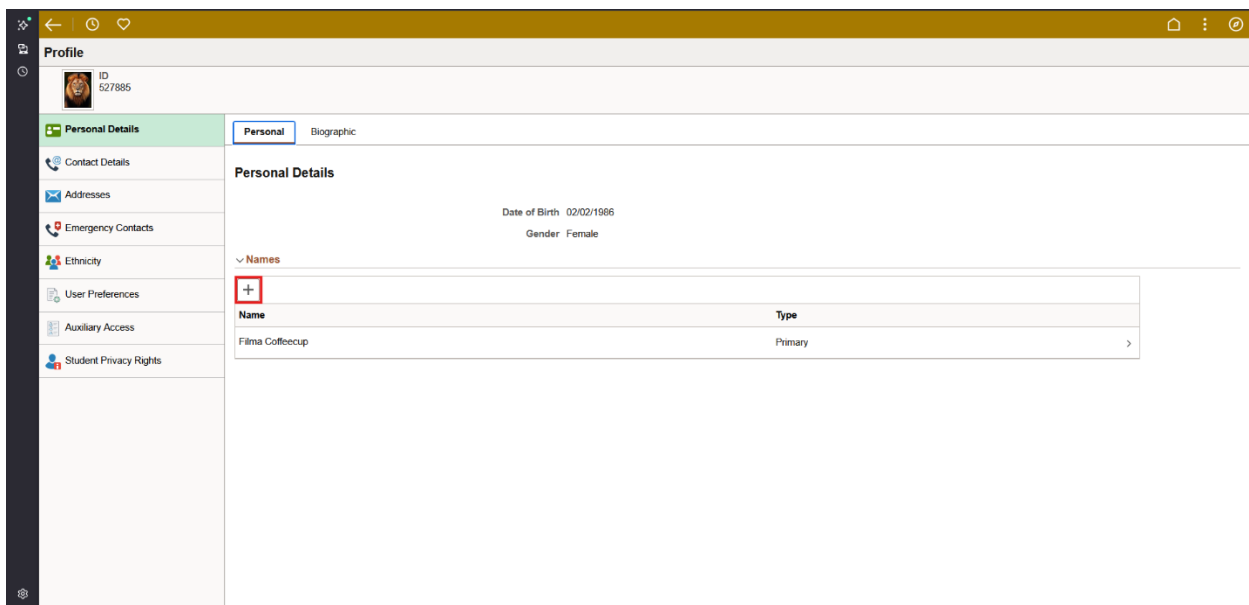 Profile
ID
527885
Personal Details
Contact Details
Addresses
Emergency Contacts
Ethnicity
User Preferences
Auxiliary Access
Student Privacy Rights
Personal Biographic
Personal Details
Date of Birth 02/02/1986
Gender Female
Names
Name Type
Filma Coffeecup Primary